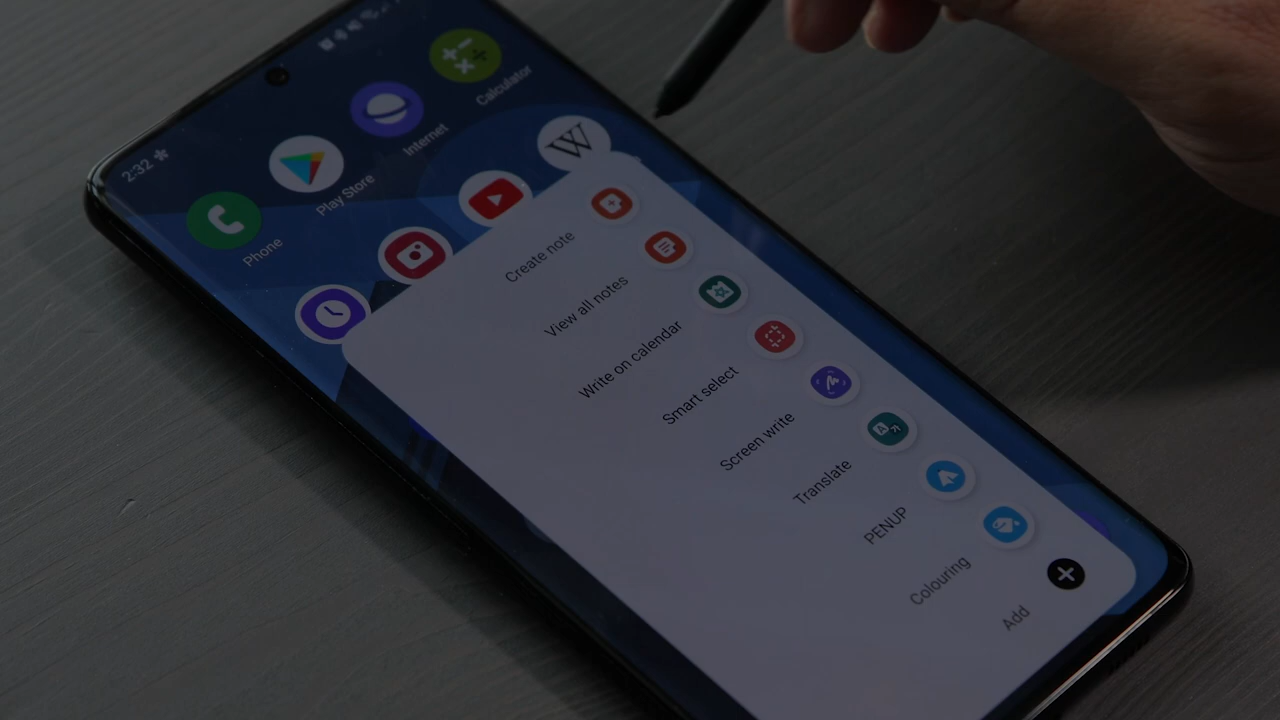 2:32
Phone
Play Store
Internet
Calculator
W
Create note
View all notes
Write on calendar
Smart select
Screen write
Translate
PENUP
Colouring
Add